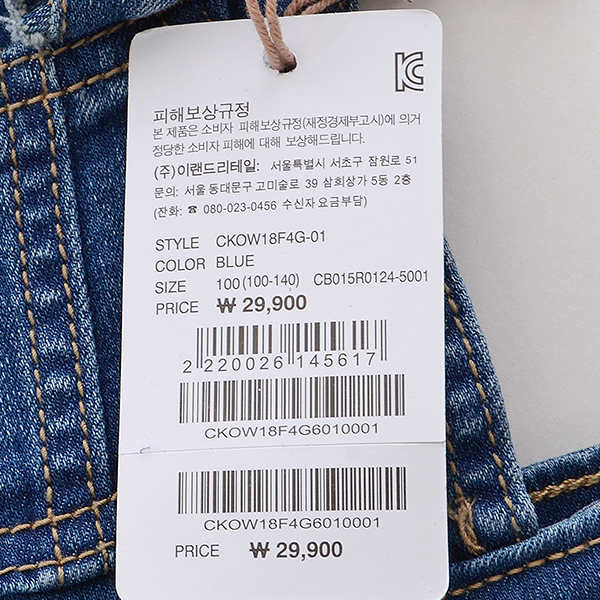 피해보상규정
본 제품은 소비자 피해보상규정(재정경제부고시)에 의거
정당한 소비자 피해에 대해 보상해드립니다.
(주)이랜드리테일: 서울특별시 서초구 잠원로 51
문의: 서울 동대문구 고미술로 39 삼희상가 5동 2층
(잔화: ☎ 080-023-0456 수신자 요금부담)
STYLE CKOW18F4G-01
COLOR BLUE
SIZE 100(100-140) CB015R0124-5001
PRICE ₩ 29,900
2 220026 145617
CKOW18F4G6010001
CKOW18F4G6010001
PRICE ₩ 29,900